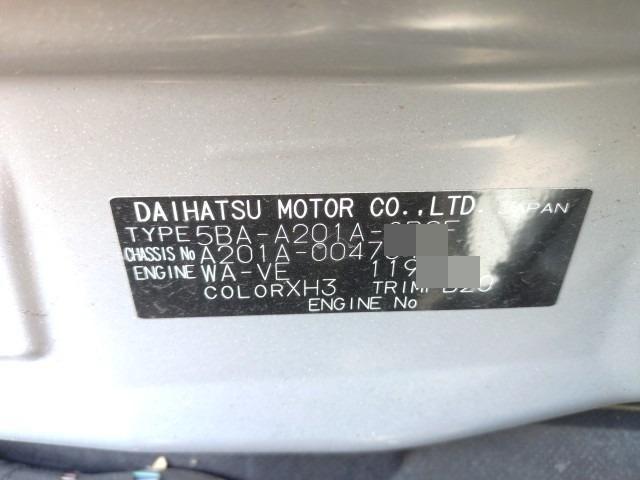 DAIHATSU MOTOR CO.,LTD. JAPAN
TYPE 5BA-A201A-
CHASSIS No A201A-0047
ENGINE WA-VE 119
COLOR XH3 TRIM
ENGINE No